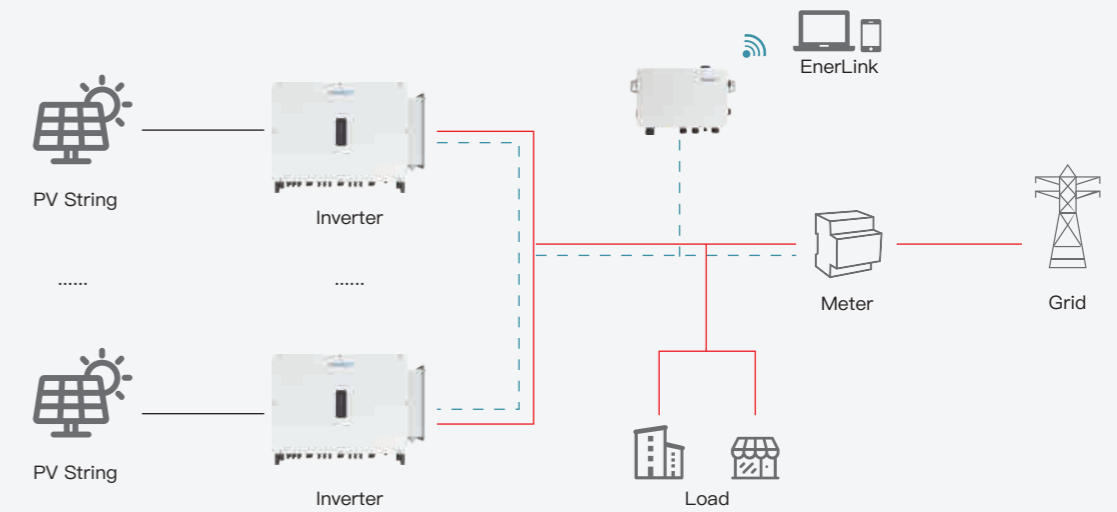 EnerLink
PV String
Inverter
......
......
Meter
Grid
PV String
Inverter
Load